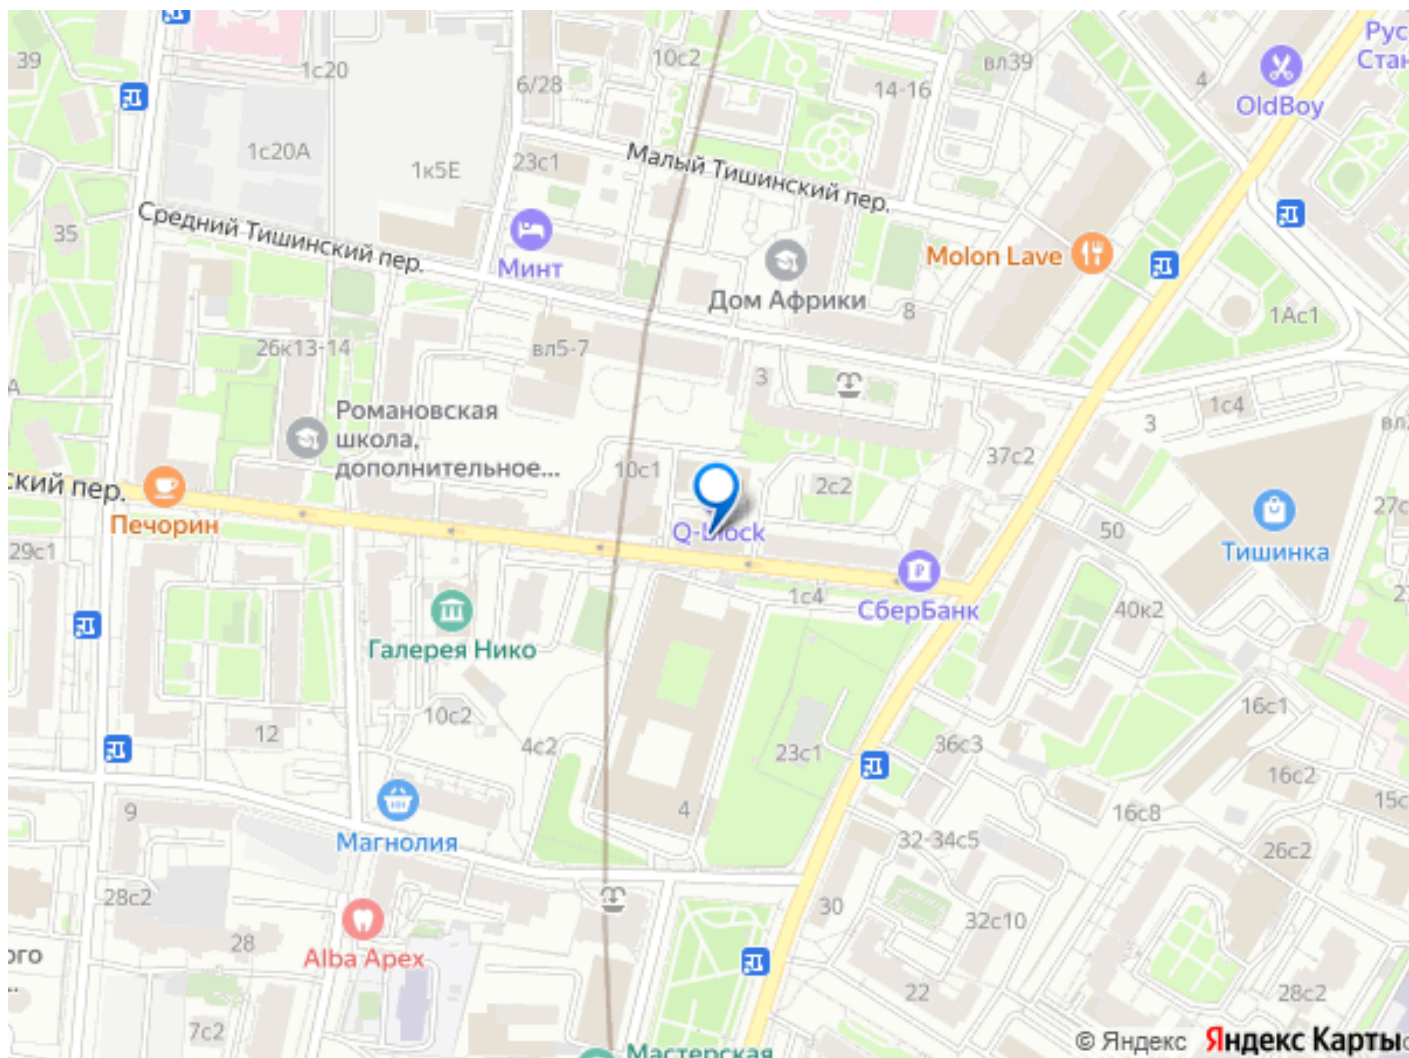 39
1с20
6/28
10с2
14-16
вл39
4
Рус
Стан
OldBoy
1с20А
1к5Е
23с1
Малый Тишинский пер.
Средний Тишинский пер.
35
Минт
Дом Африки
Molon Lave
8
1Ас1
26к13-14
вл5-7
3
1с4
3
А
Романовская
школа,
дополнительное...
10с1
2с2
37с2
вл2
ский пер.
Печорин
Q-block
50
Тишинка
27с
29с1
1с4
СберБанк
40к2
Галерея Нико
10с2
12
4с2
23с1
36с3
16с1
16с2
15с
16с8
4
9
Магнолия
32-34с5
26с2
28с2
30
32с10
ого
28
Alba Apex
22
28с2
7с2
Мастерская
© Яндекс Яндекс Карты